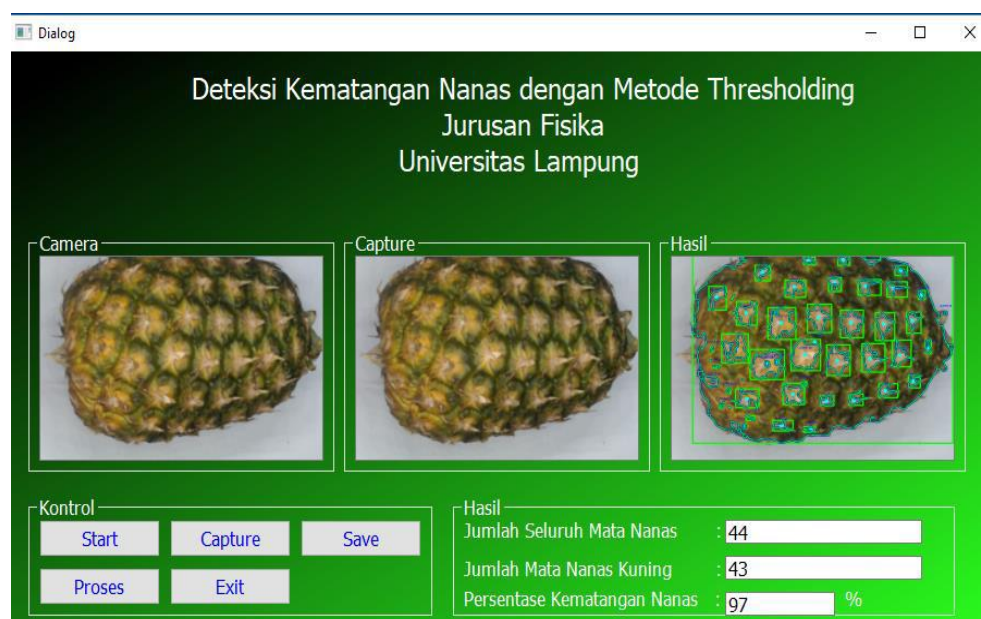 Dialog
Deteksi Kematangan Nanas dengan Metode Thresholding
Jurusan Fisika
Universitas Lampung
Camera
Capture
Hasil
Kontrol
Start
Capture
Save
Proses
Exit
Hasil
Jumlah Seluruh Mata Nanas : 44
Jumlah Mata Nanas Kuning : 43
Persentase Kematangan Nanas : 97 %